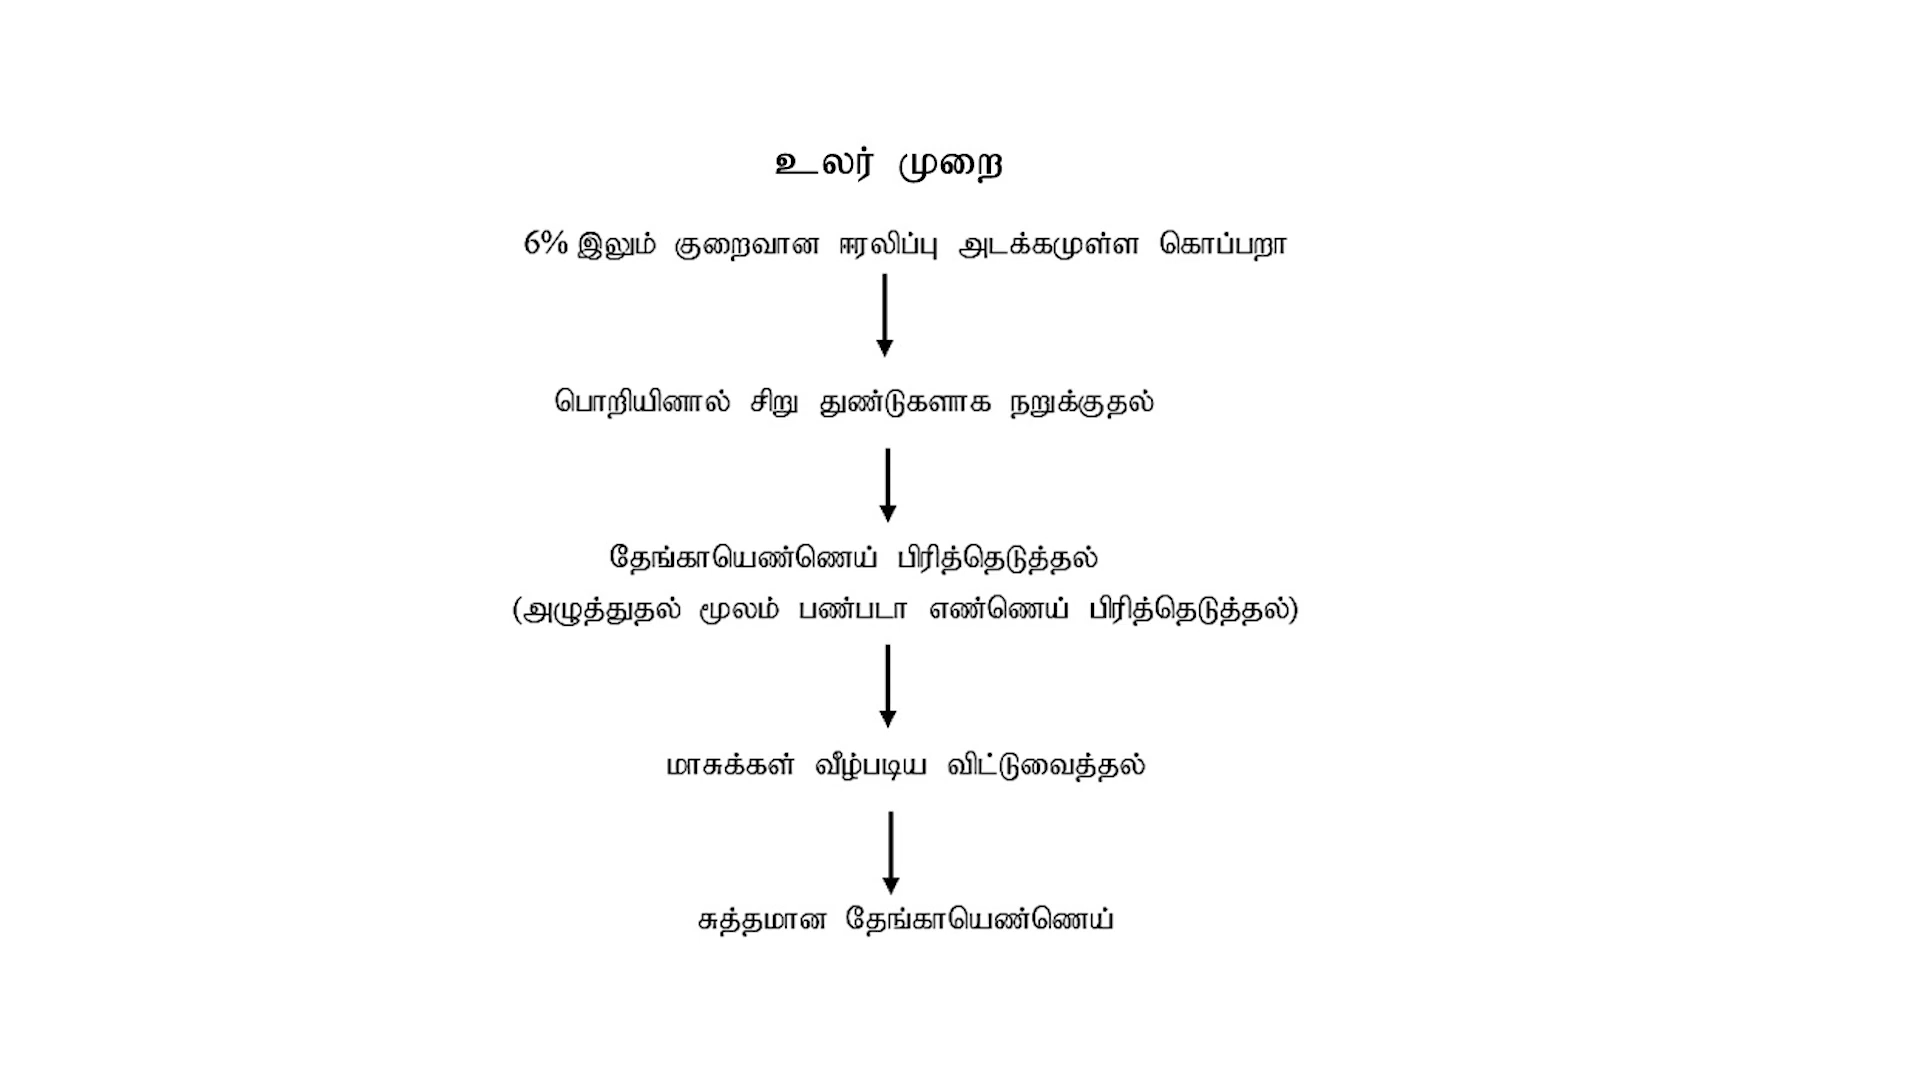 உலர் முறை
6% இலும் குறைவான ஈரலிப்பு அடக்கமுள்ள கொப்பறா
பொறியினால் சிறு துண்டுகளாக நறுக்குதல்
தேங்காயெண்ணெய் பிரித்தெடுத்தல்
(அழுத்துதல் மூலம் பண்படா எண்ணெய் பிரித்தெடுத்தல்)
மாசுக்கள் வீழ்படிய விட்டுவைத்தல்
சுத்தமான தேங்காயெண்ணெய்